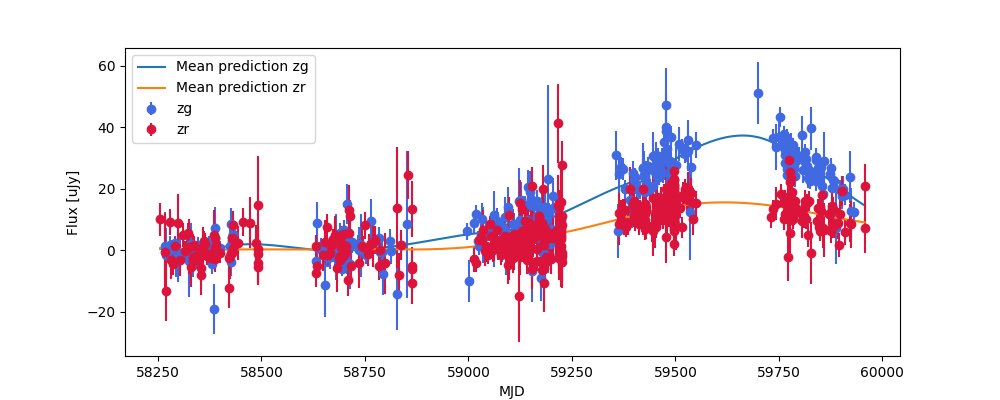 Mean prediction zg
Mean prediction zr
zg
zr
60
40
20
0
−20
Flux [uJy]
58250 58500 58750 59000 59250 59500 59750 60000
MJD